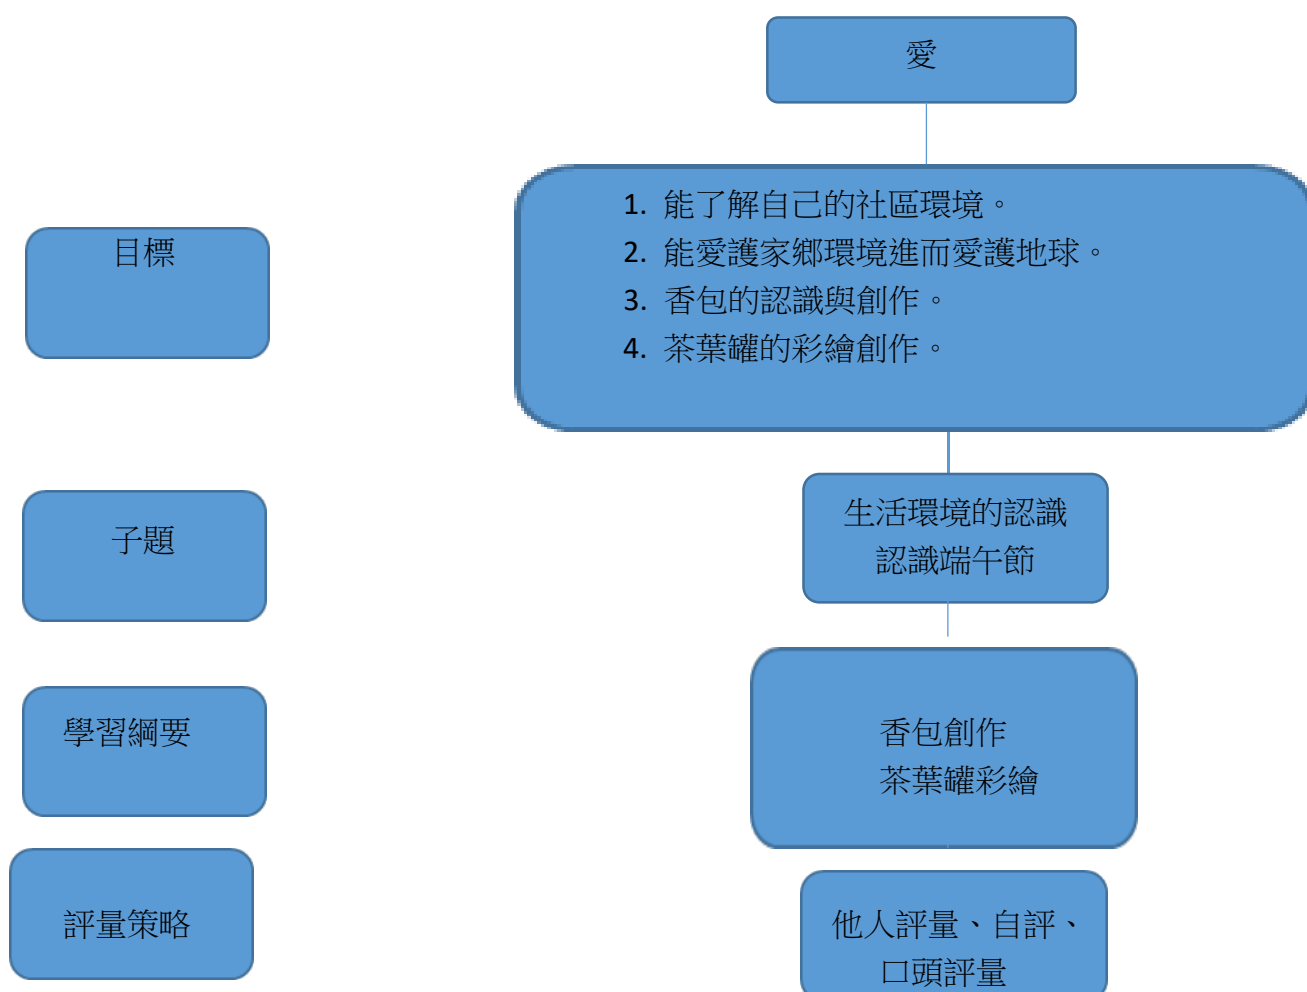 愛
目標
1. 能了解自己的社區環境。
2. 能愛護家鄉環境進而愛護地球。
3. 香包的認識與創作。
4. 茶葉罐的彩繪創作。
子題
生活環境的認識
認識端午節
學習綱要
香包創作
茶葉罐彩繪
評量策略
他人評量、自評、
口頭評量